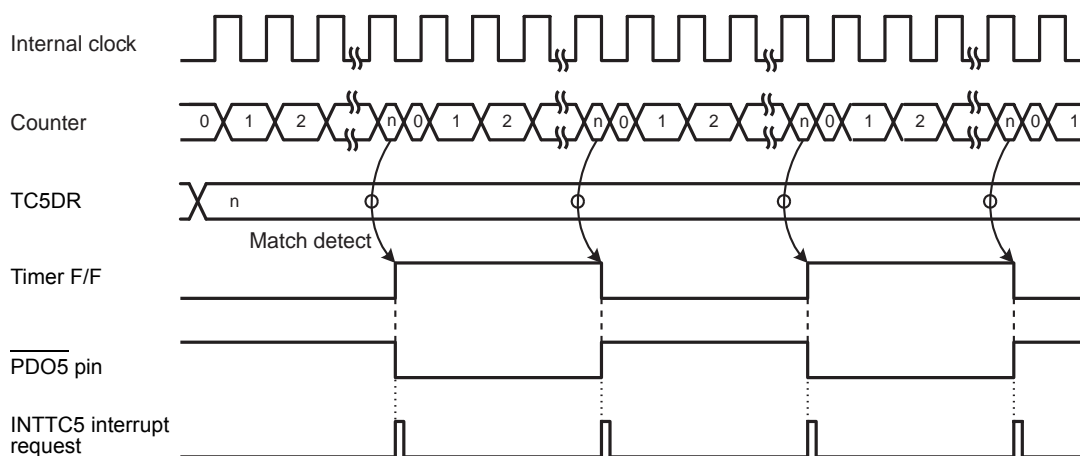 Internal clock
Counter
0 1 2 n 0 1 2 n 0 1 2 n 0 1 2 n 0 1
TC5DR
n
Match detect
Timer F/F
PDO5 pin
INTTC5 interrupt
request